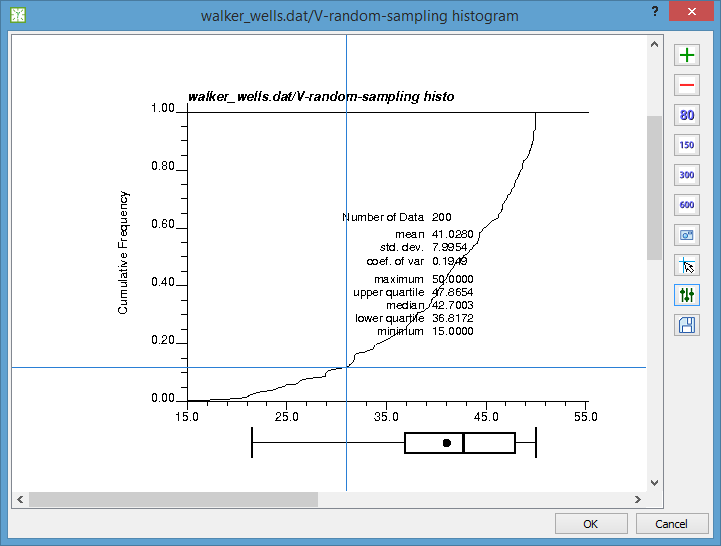 walker_wells.dat/V-random-sampling histogram
?
walker_wells.dat/V-random-sampling histo
1.00
0.80
0.60
0.40
0.20
0.00
Cumulative Frequency
Number of Data 200
mean 41.0280
std. dev. 7.9954
coef. of var 0.1949
maximum 50.0000
upper quartile 47.8654
median 42.7003
lower quartile 36.8172
minimum 15.0000
15.0 25.0 35.0 45.0 55.0
80
150
300
600
OK Cancel